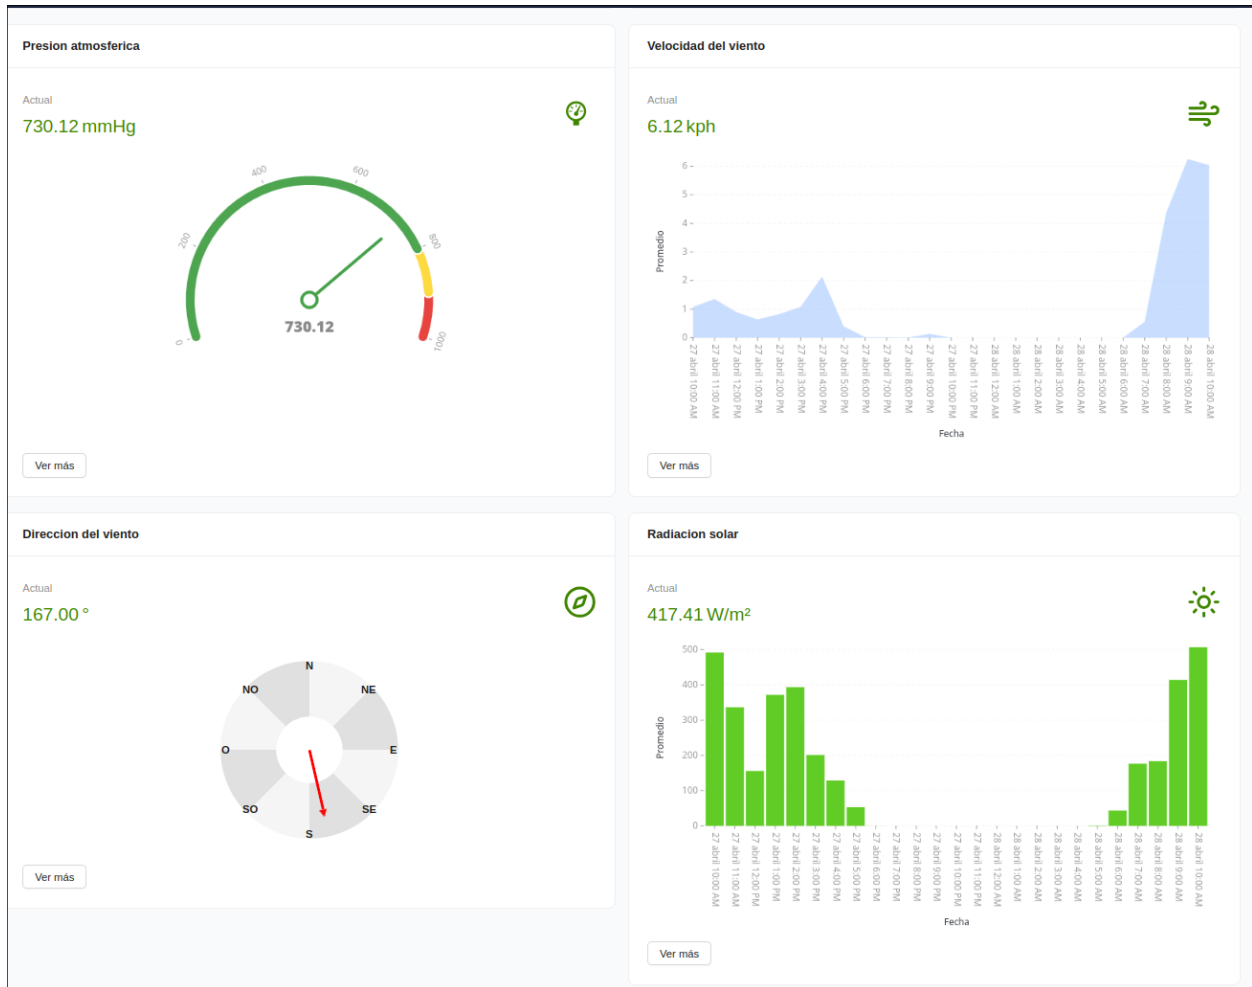 Presion atmosferica
Actual
730.12 mmHg
0
200
400
600
800
1000
730.12
Ver más
Velocidad del viento
Actual
6.12 kph
Promedio
6
5
4
3
2
1
0
27 abril 10:00 AM
27 abril 11:00 AM
27 abril 12:00 PM
27 abril 1:00 PM
27 abril 2:00 PM
27 abril 3:00 PM
27 abril 4:00 PM
27 abril 5:00 PM
27 abril 6:00 PM
27 abril 7:00 PM
27 abril 8:00 PM
27 abril 9:00 PM
27 abril 10:00 PM
27 abril 11:00 PM
28 abril 12:00 AM
28 abril 1:00 AM
28 abril 2:00 AM
28 abril 3:00 AM
28 abril 4:00 AM
28 abril 5:00 AM
28 abril 6:00 AM
28 abril 7:00 AM
28 abril 8:00 AM
28 abril 9:00 AM
28 abril 10:00 AM
Fecha
Ver más
Direccion del viento
Actual
167.00 °
N
NO
NE
O
E
SO
SE
S
Ver más
Radiacion solar
Actual
417.41 W/m²
Promedio
500
400
300
200
100
0
27 abril 10:00 AM
27 abril 11:00 AM
27 abril 12:00 PM
27 abril 1:00 PM
27 abril 2:00 PM
27 abril 3:00 PM
27 abril 4:00 PM
27 abril 5:00 PM
27 abril 6:00 PM
27 abril 7:00 PM
27 abril 8:00 PM
27 abril 9:00 PM
27 abril 10:00 PM
27 abril 11:00 PM
28 abril 12:00 AM
28 abril 1:00 AM
28 abril 2:00 AM
28 abril 3:00 AM
28 abril 4:00 AM
28 abril 5:00 AM
28 abril 6:00 AM
28 abril 7:00 AM
28 abril 8:00 AM
28 abril 9:00 AM
28 abril 10:00 AM
Fecha
Ver más